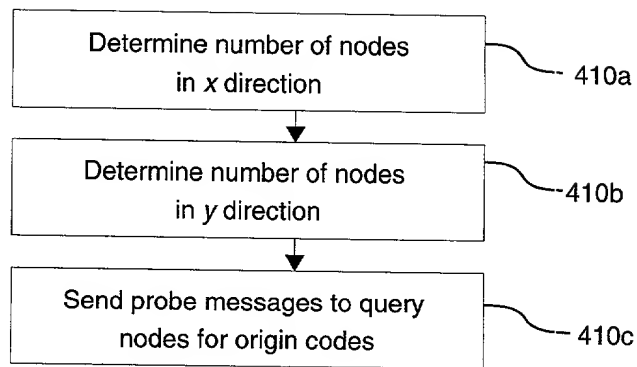 Determine number of nodes
in x direction
410a
Determine number of nodes
in y direction
410b
Send probe messages to query
nodes for origin codes
410c